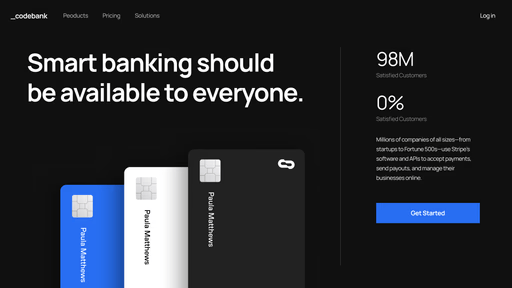 _codebank
Peoducts
Pricing
Solutions
Log in
Smart banking should
be available to everyone.
98M
Satisfied Customers
0%
Satisfied Customers
Millions of companies of all sizes—from
startups to Fortune 500s—use Stripe's
software and APIs to accept payments,
send payouts, and manage their
businesses online.
Get Started
Paula Matthews
Paula Matthews
Paula Matthews